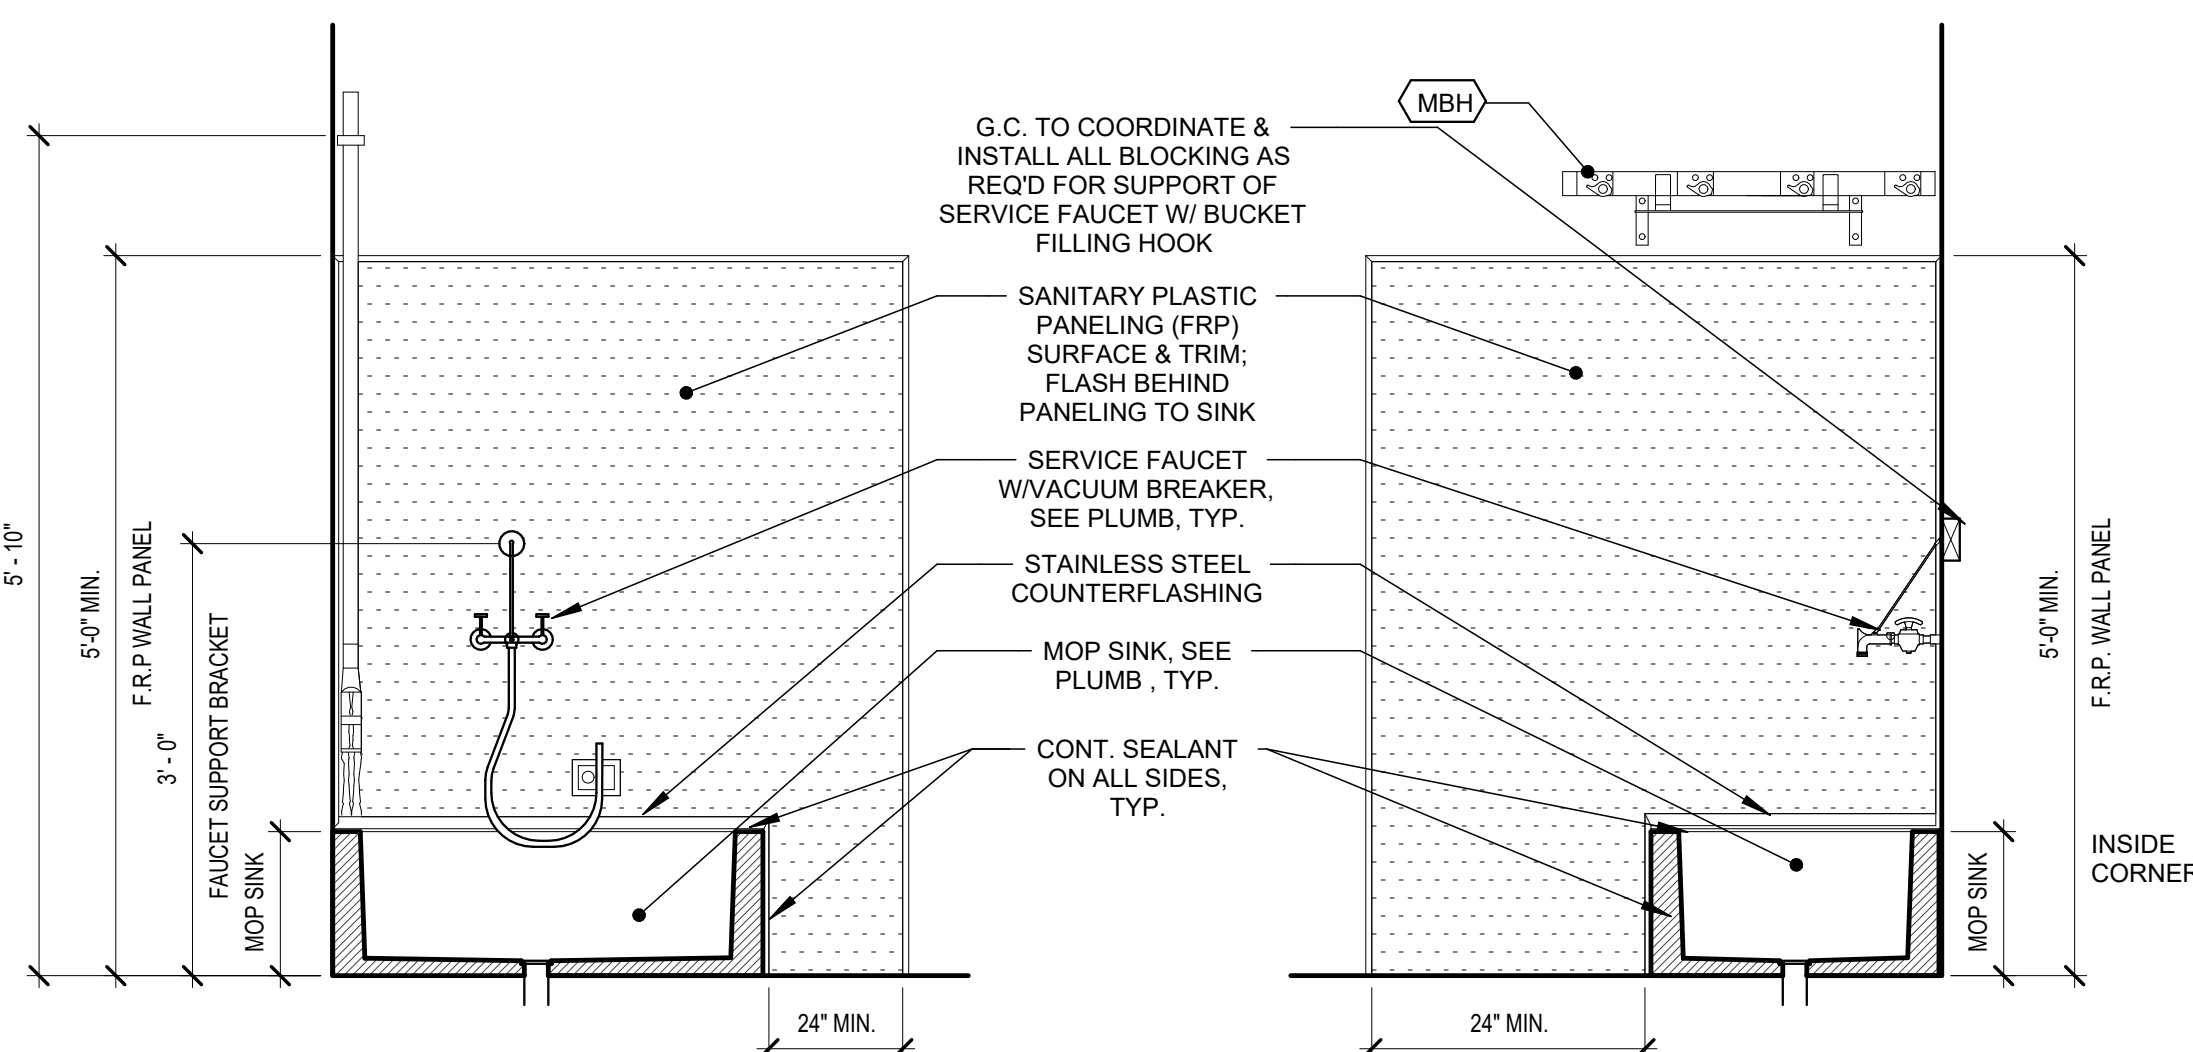 MBH
G.C. TO COORDINATE &
INSTALL ALL BLOCKING AS
REQ'D FOR SUPPORT OF
SERVICE FAUCET W/ BUCKET
FILLING HOOK
SANITARY PLASTIC
PANELING (FRP)
SURFACE & TRIM;
FLASH BEHIND
PANELING TO SINK
SERVICE FAUCET
W/VACUUM BREAKER,
SEE PLUMB, TYP.
STAINLESS STEEL
COUNTERFLASHING
MOP SINK, SEE
PLUMB , TYP.
CONT. SEALANT
ON ALL SIDES,
TYP.
5' - 10"
5'-0" MIN.
F.R.P WALL PANEL
3' - 0"
FAUCET SUPPORT BRACKET
MOP SINK
24" MIN.
24" MIN.
MOP SINK
5'-0" MIN.
F.R.P. WALL PANEL
INSIDE
CORNER